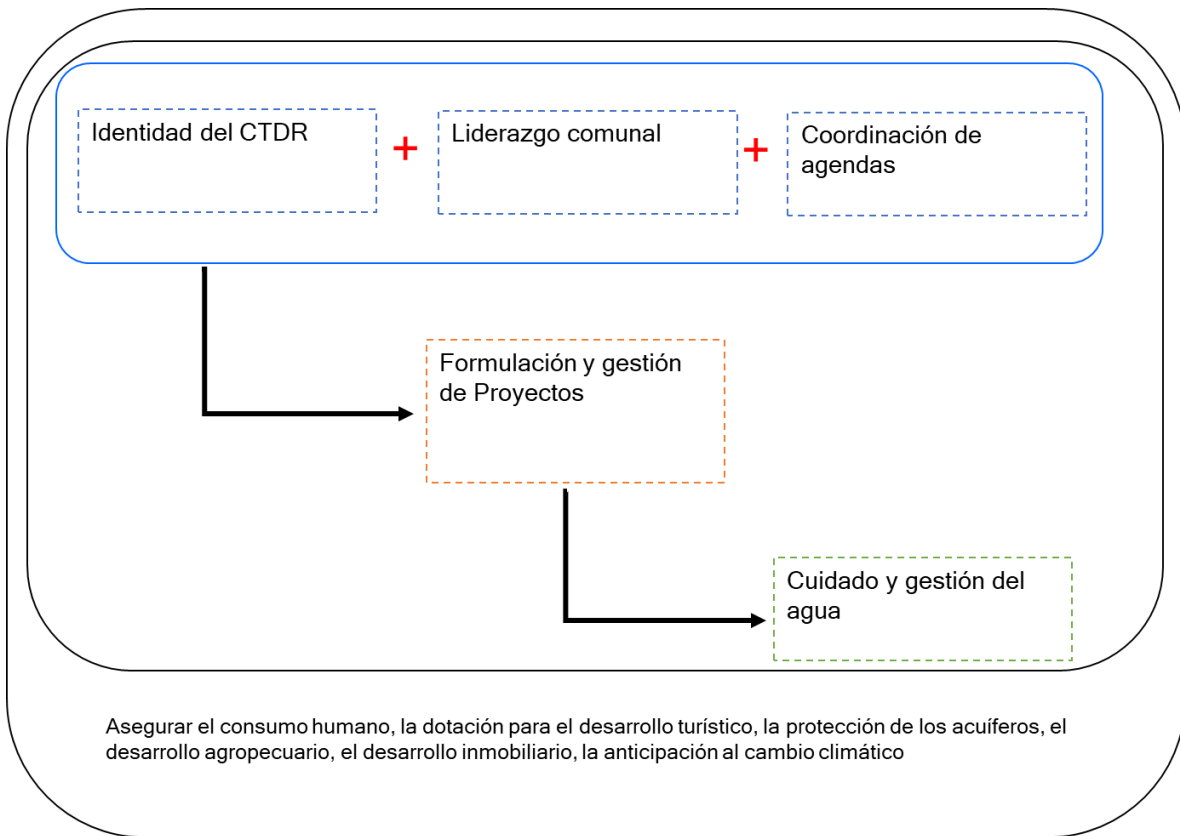 Identidad del CTDR
+
Liderazgo comunal
+
Coordinación de
agendas
Formulación y gestión
de Proyectos
Cuidado y gestión del
agua
Asegurar el consumo humano, la dotación para el desarrollo turístico, la protección de los acuíferos, el
desarrollo agropecuario, el desarrollo inmobiliario, la anticipación al cambio climático